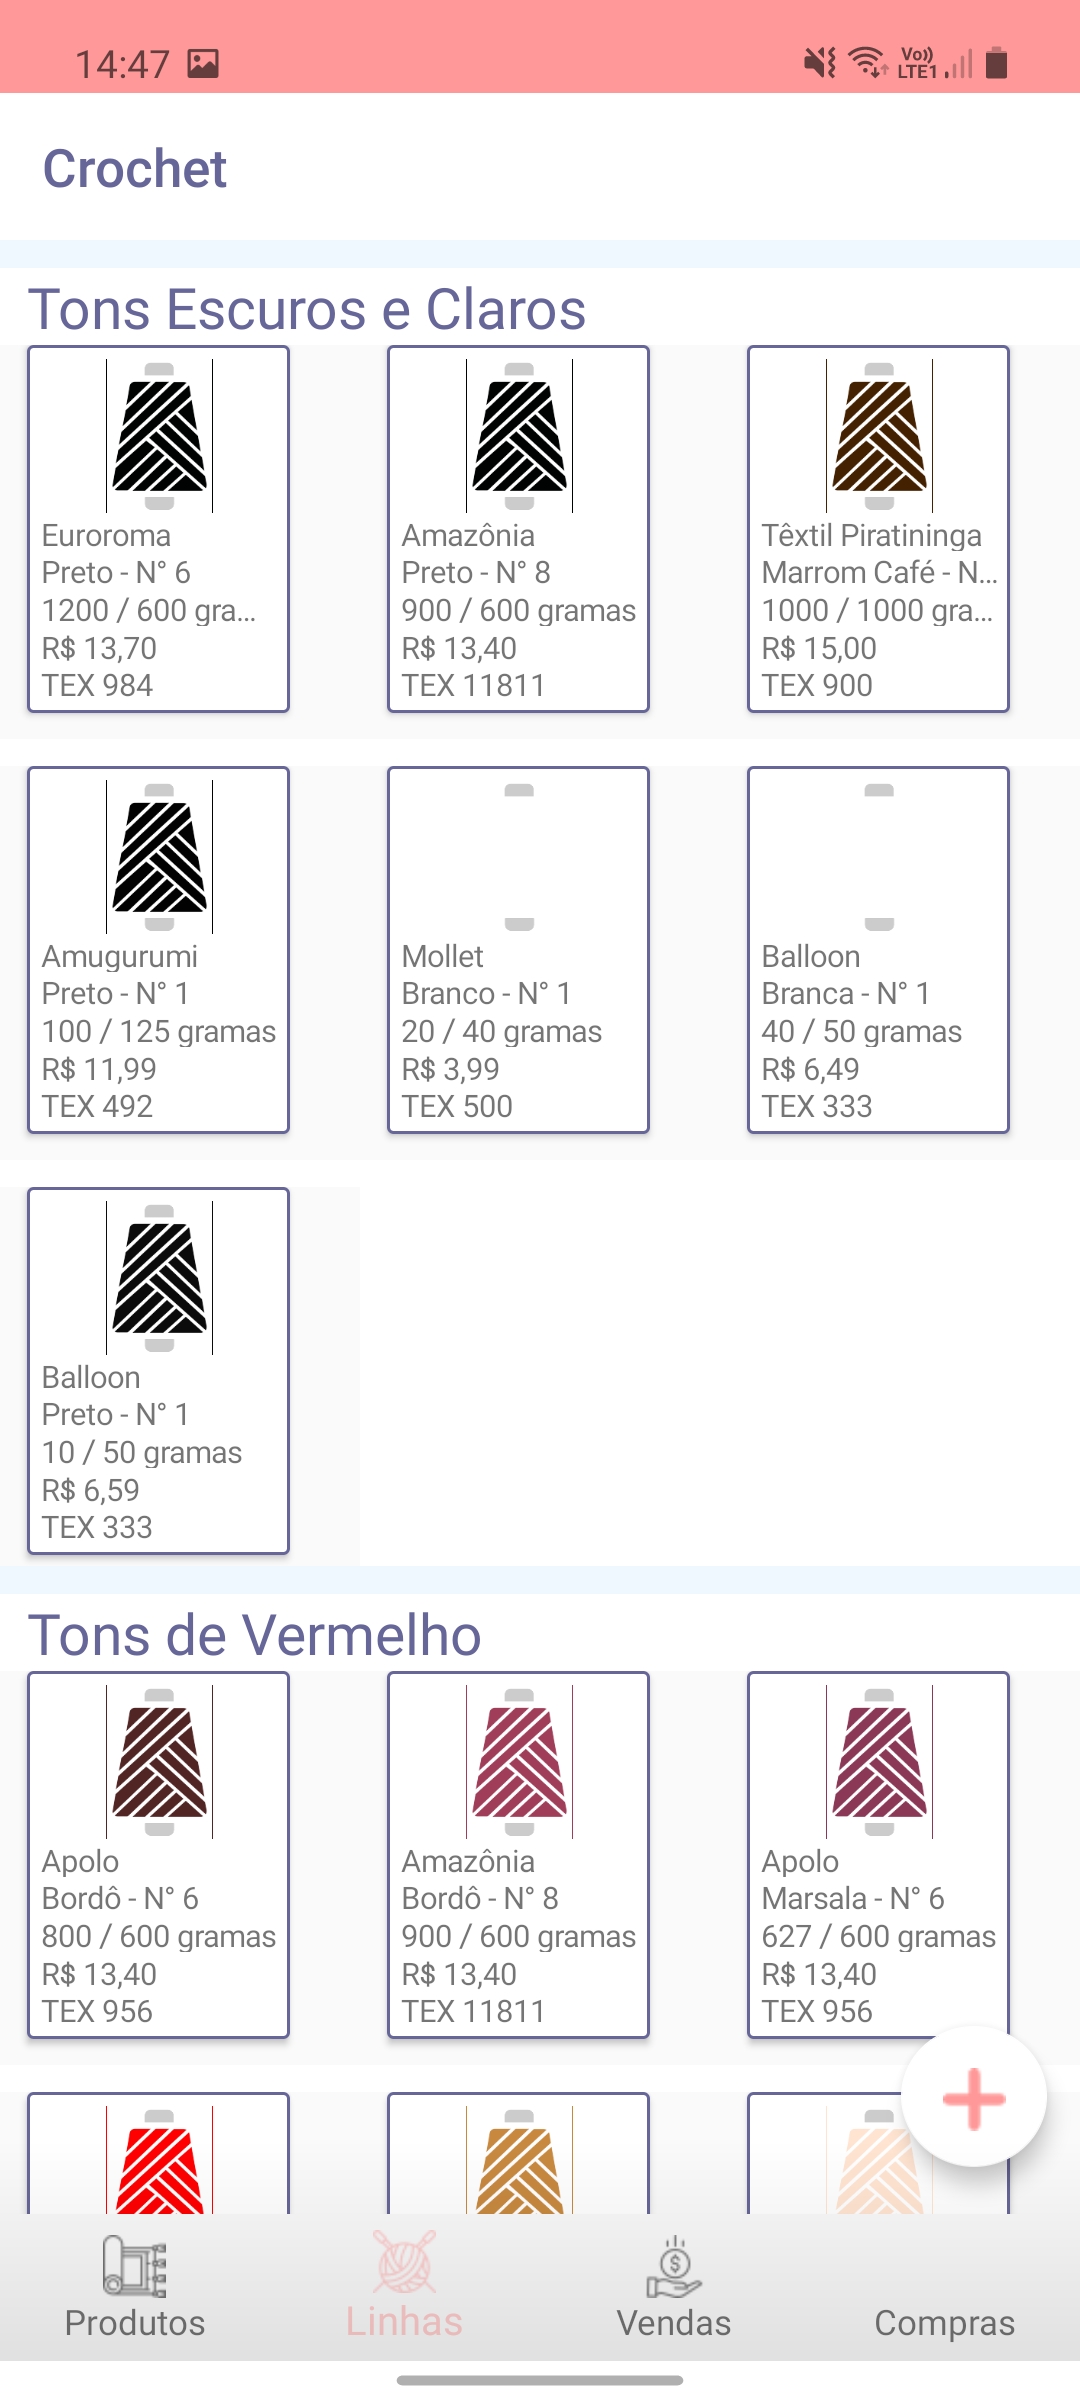 14:47
Vo))
LTE1
Crochet
Tons Escuros e Claros
Euroroma
Preto - N° 6
1200 / 600 gra...
R$ 13,70
TEX 984
Amazônia
Preto - N° 8
900 / 600 gramas
R$ 13,40
TEX 11811
Têxtil Piratininga
Marrom Café - N...
1000 / 1000 gra...
R$ 15,00
TEX 900
Amugurumi
Preto - N° 1
100 / 125 gramas
R$ 11,99
TEX 492
Mollet
Branco - N° 1
20 / 40 gramas
R$ 3,99
TEX 500
Balloon
Branca - N° 1
40 / 50 gramas
R$ 6,49
TEX 333
Balloon
Preto - N° 1
10 / 50 gramas
R$ 6,59
TEX 333
Tons de Vermelho
Apolo
Bordô - N° 6
800 / 600 gramas
R$ 13,40
TEX 956
Amazônia
Bordô - N° 8
900 / 600 gramas
R$ 13,40
TEX 11811
Apolo
Marsala - N° 6
627 / 600 gramas
R$ 13,40
TEX 956
Produtos
Linhas
Vendas
Compras